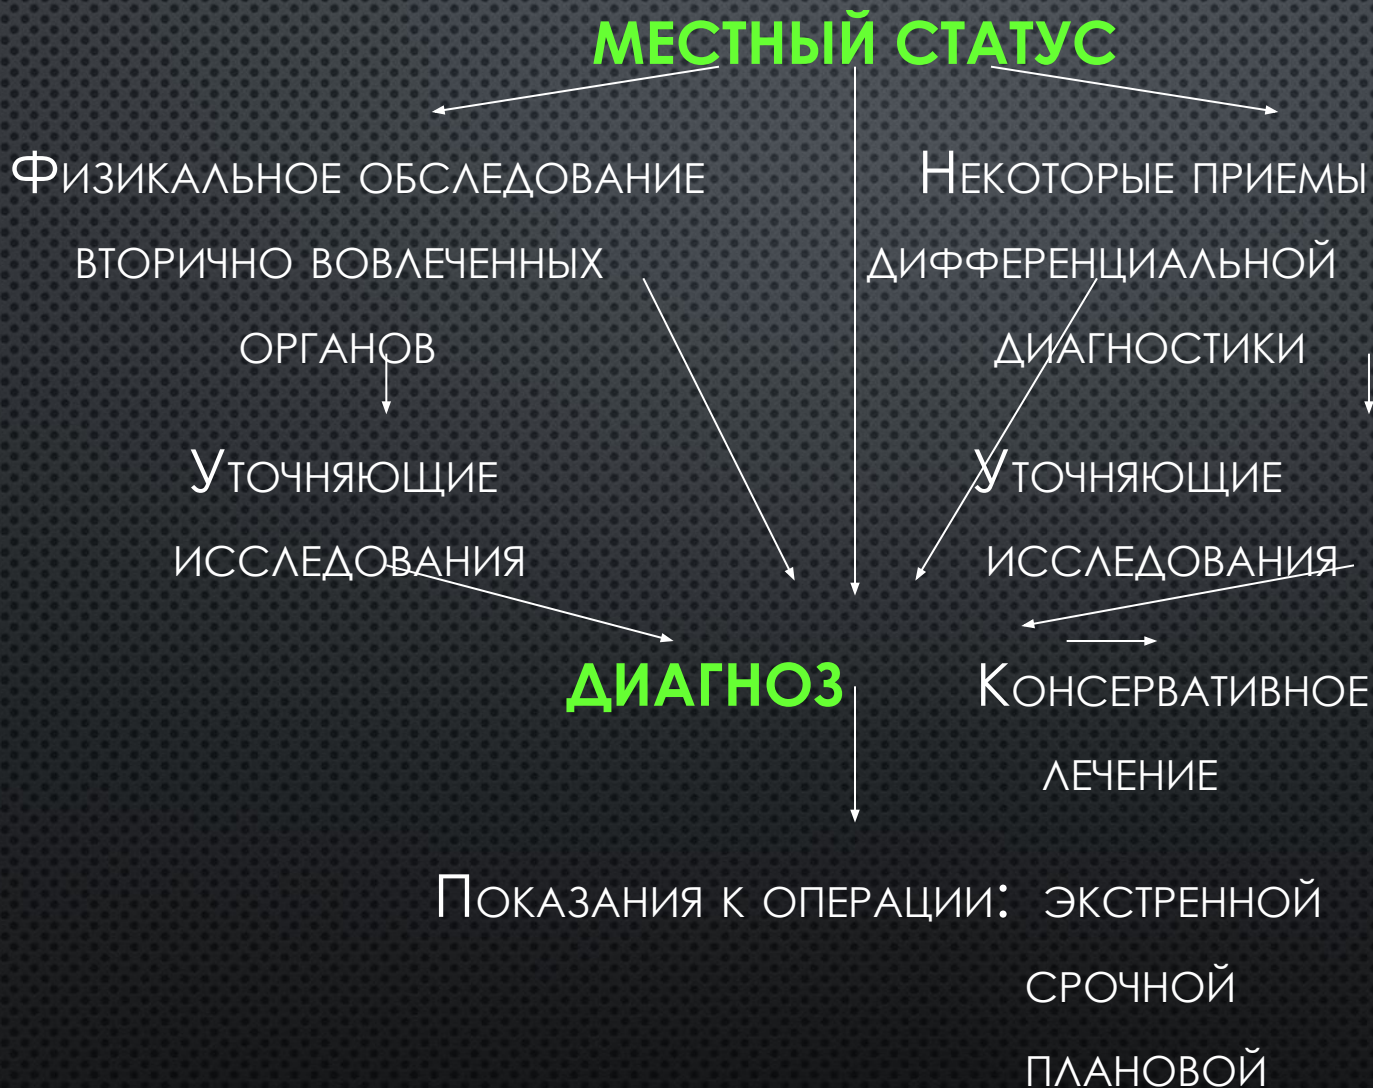 МЕСТНЫЙ СТАТУС
Физикальное обследование
вторично вовлеченных
органов
Некоторые приемы
дифференциальной
диагностики
Уточняющие
исследования
Уточняющие
исследования
ДИАГНОЗ
Консервативное
лечение
Показания к операции: экстренной
срочной
плановой